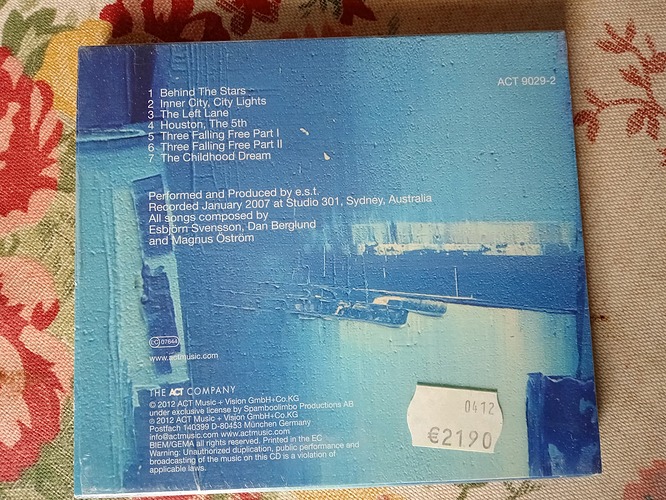 ACT 9029-2
1 Behind The Stars
2 Inner City, City Lights
3 The Left Lane
4 Houston, The 5th
5 Three Falling Free Part I
6 Three Falling Free Part II
7 The Childhood Dream
Performed and Produced by e.s.t.
Recorded January 2007 at Studio 301, Sydney, Australia
All songs composed by
Esbjörn Svensson, Dan Berglund
and Magnus Öström
LC 07644
www.actmusic.com
THE ACT COMPANY
℗ 2012 ACT Music + Vision GmbH+Co.KG
under exclusive license by Spamboolimbo Productions AB
© 2012 ACT Music + Vision GmbH+Co.KG
Postfach 140399 D-80453 München Germany
info@actmusic.com www.actmusic.com
BIEM/GEMA all rights reserved. Printed in the EC
Warning: Unauthorized duplication, public performance and
broadcasting of the music on this CD is a violation of
applicable laws.
0412
€2190